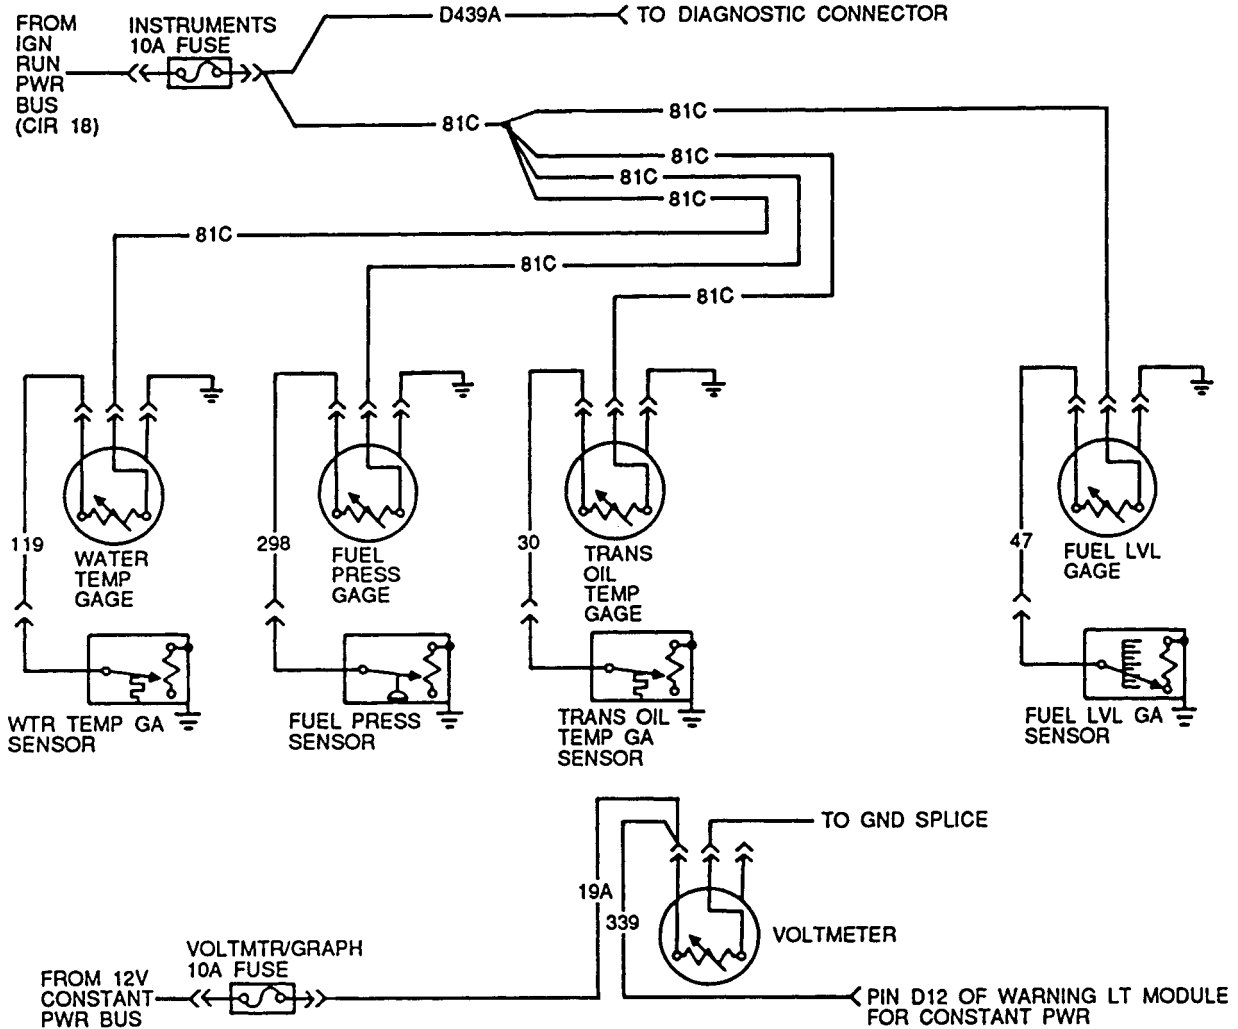 FROM
IGN
RUN
PWR
BUS
(CIR 18)
INSTRUMENTS
10A FUSE
D439A
TO DIAGNOSTIC CONNECTOR
81C
81C
81C
81C
81C
81C
81C
81C
119
WATER
TEMP
GAGE
298
FUEL
PRESS
GAGE
30
TRANS
OIL
TEMP
GAGE
47
FUEL LVL
GAGE
WTR TEMP GA
SENSOR
FUEL PRESS
SENSOR
TRANS OIL
TEMP GA
SENSOR
FUEL LVL GA
SENSOR
TO GND SPLICE
19A
339
VOLTMETER
VOLTMTR/GRAPH
10A FUSE
FROM 12V
CONSTANT
PWR BUS
PIN D12 OF WARNING LT MODULE
FOR CONSTANT PWR